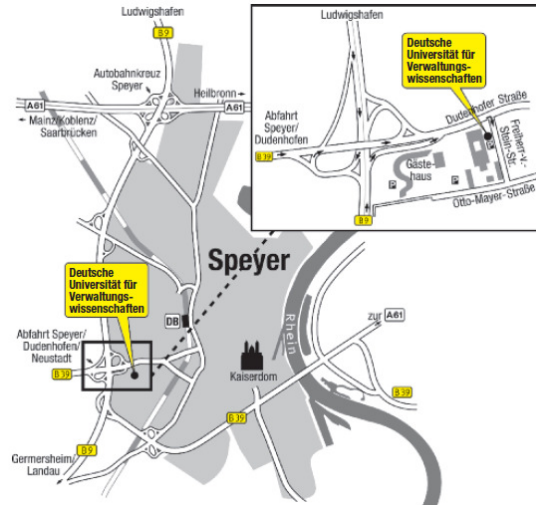 Ludwigshafen
B9
Autobahnkreuz
Speyer
Heilbronn
A61
A61
Mainz/Koblenz/
Saarbrücken
Ludwigshafen
Deutsche
Universität für
Verwaltungs-
wissenschaften
Abfahrt
Speyer/
Dudenhofen
Dudenhofer Straße
B39
Gäste-
haus
P
P
P
Freiherr-v.-
Stein-Str.
Otto-Mayer-Straße
B9
Speyer
Deutsche
Universität für
Verwaltungs-
wissenschaften
DB
Rhein
zur A61
Abfahrt Speyer/
Dudenhofen/
Neustadt
B39
Kaiserdom
B39
B39
B9
Germersheim/
Landau